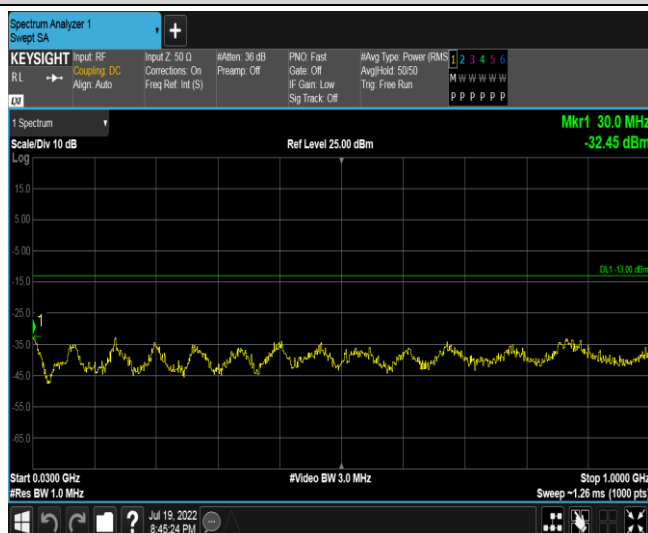 Spectrum Analyzer 1
Swept SA
+
KEYSIGHT
RL
Input: RF
Coupling: DC
Align: Auto
Input Z: 50 Ω
Corrections: On
Freq Ref: Int (S)
#Atten: 36 dB
Preamp: Off
PNO: Fast
Gate: Off
IF Gain: Low
Sig Track: Off
#Avg Type: Power (RMS
Avg|Hold: 50/50
Trig: Free Run
1 2 3 4 5 6
M W W W W W
P P P P P P
LXI
1 Spectrum
Mkr1 30.0 MHz
-32.45 dBm
Scale/Div 10 dB
Ref Level 25.00 dBm
Log
15.0
5.00
-5.00
DL1 -13.00 dBm
-15.0
-25.0
1
-35.0
-45.0
-55.0
-65.0
Start 0.0300 GHz
#Video BW 3.0 MHz
Stop 1.0000 GHz
#Res BW 1.0 MHz
Sweep ~1.26 ms (1000 pts)
?
Jul 19, 2022
8:45:24 PM